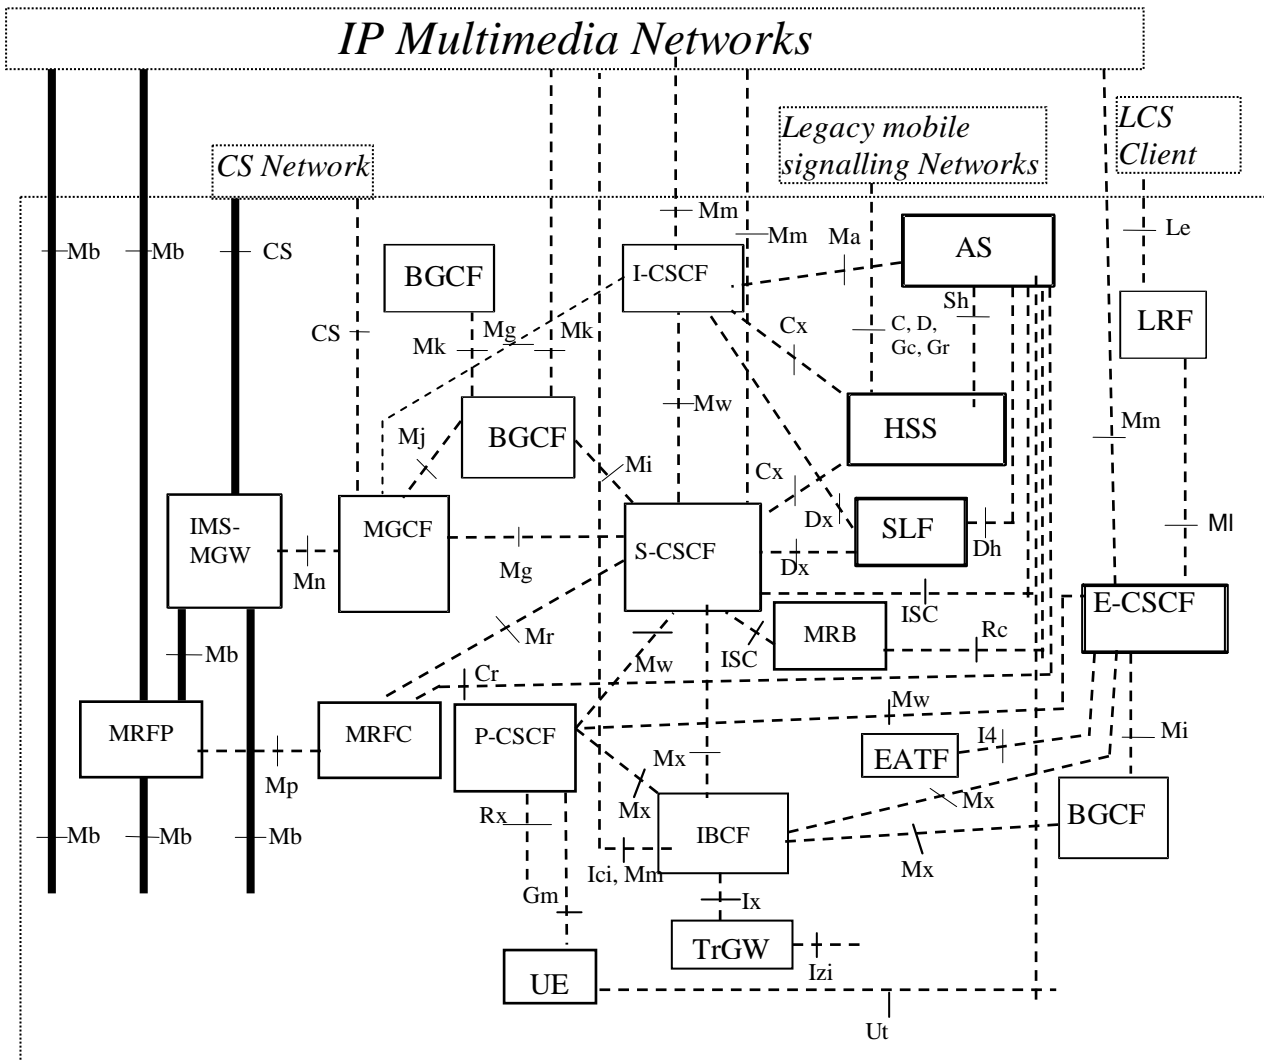 IP Multimedia Networks
Legacy mobile
signalling Networks
LCS
Client
CS Network
Mm
Mm
Ma
AS
Le
Mb
Mb
CS
BGCF
I-CSCF
Sh
LRF
CS
Mk
Mg
Mk
Cx
C, D,
Gc, Gr
Mw
HSS
Mm
Mj
BGCF
Mi
Cx
IMS-
MGW
MGCF
S-CSCF
Dx
SLF
Dh
MI
Mn
Mg
Dx
ISC
E-CSCF
Mr
MRB
Rc
Mb
Mw
ISC
Cr
Mw
MRFP
MRFC
P-CSCF
I4
Mi
EATF
Mx
Mp
Mx
Mx
Rx
BGCF
Mb
Mb
Mb
IBCF
Ici, Mm
Mx
Gm
Ix
TrGW
Izi
UE
Ut